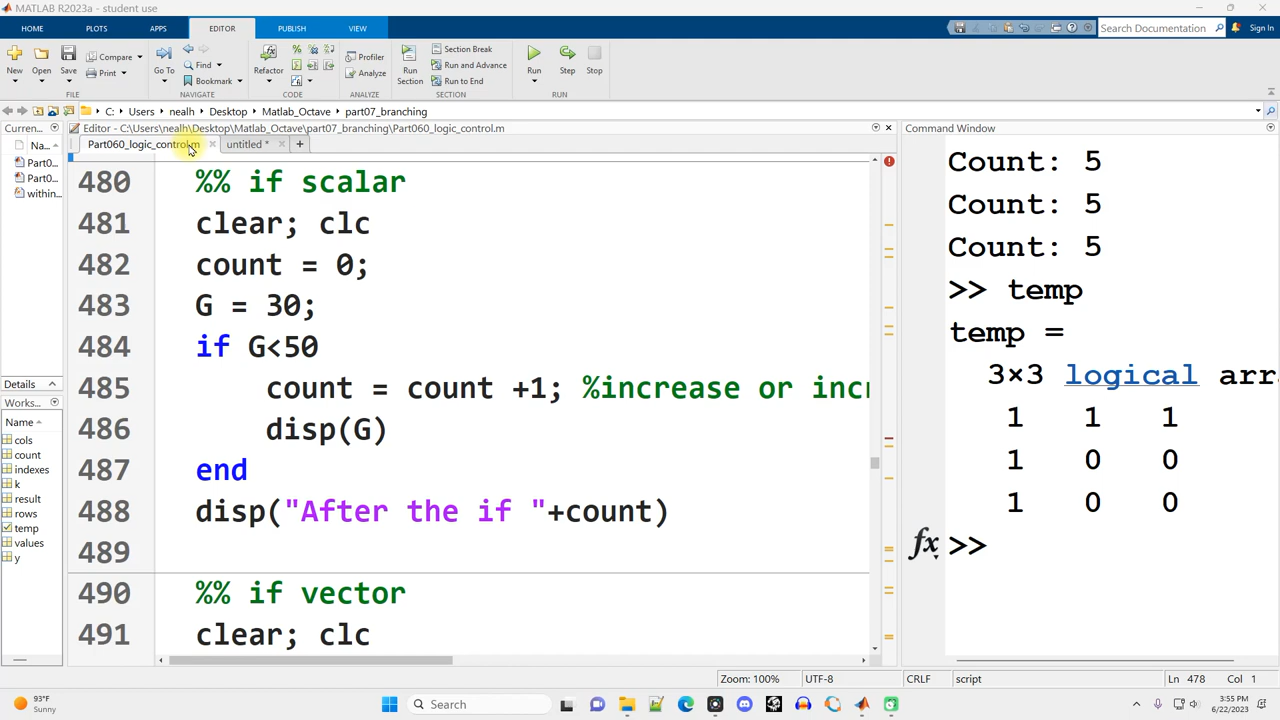 MATLAB R2023a - student use
HOME PLOTS APPS EDITOR PUBLISH VIEW Search Documentation Sign In
New Open Save Compare Print Go To Find Bookmark Refactor Profiler Analyze Run Section Section Break Run and Advance Run to End Run Step Stop
FILE NAVIGATE CODE ANALYZE SECTION RUN
C: Users nealh Desktop Matlab_Octave part07_branching
Curren... Editor - C:\Users\nealh\Desktop\Matlab_Octave\part07_branching\Part060_logic_control.m Command Window
Na... Part060_logic_control.m untitled * +
Part0...
Part0...
within...
Details
Works...
Name
cols
count
indexes
k
result
rows
temp
values
y
480 %% if scalar
481 clear; clc
482 count = 0;
483 G = 30;
484 if G<50
485 count = count +1; %increase or incr
486 disp(G)
487 end
488 disp("After the if "+count)
489
490 %% if vector
491 clear; clc
Count: 5
Count: 5
Count: 5
>> temp
temp =
3×3 logical arr
1 1 1
1 0 0
1 0 0
fx >>
Zoom: 100% UTF-8 CRLF script Ln 478 Col 1
93°F
Sunny
Search
3:55 PM
6/22/2023